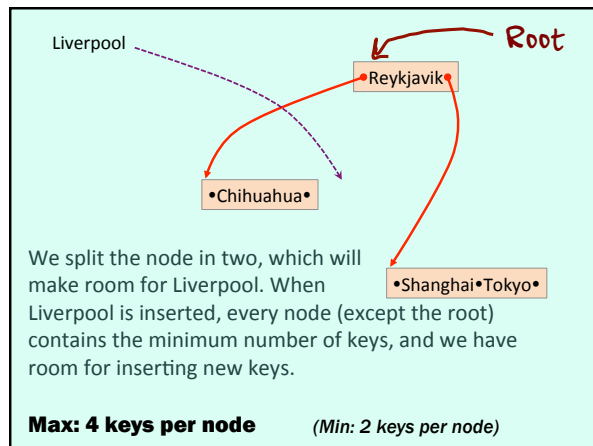 Liverpool
Root
•Reykjavik•
•Chihuahua•
We split the node in two, which will
make room for Liverpool. When
•Shanghai•Tokyo•
Liverpool is inserted, every node (except the root)
contains the minimum number of keys, and we have
room for inserting new keys.
Max: 4 keys per node (Min: 2 keys per node)